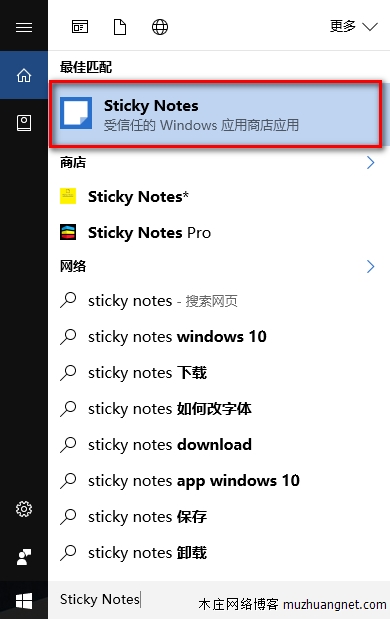 更多
最佳匹配
Sticky Notes
受信任的 Windows 应用商店应用
商店
Sticky Notes*
Sticky Notes Pro
网络
sticky notes - 搜索网页
sticky notes windows 10
sticky notes 下载
sticky notes 如何改字体
sticky notes download
sticky notes app windows 10
sticky notes 保存
sticky notes 卸载
Sticky Notes
木庄网络博客 muzhuangnet.com